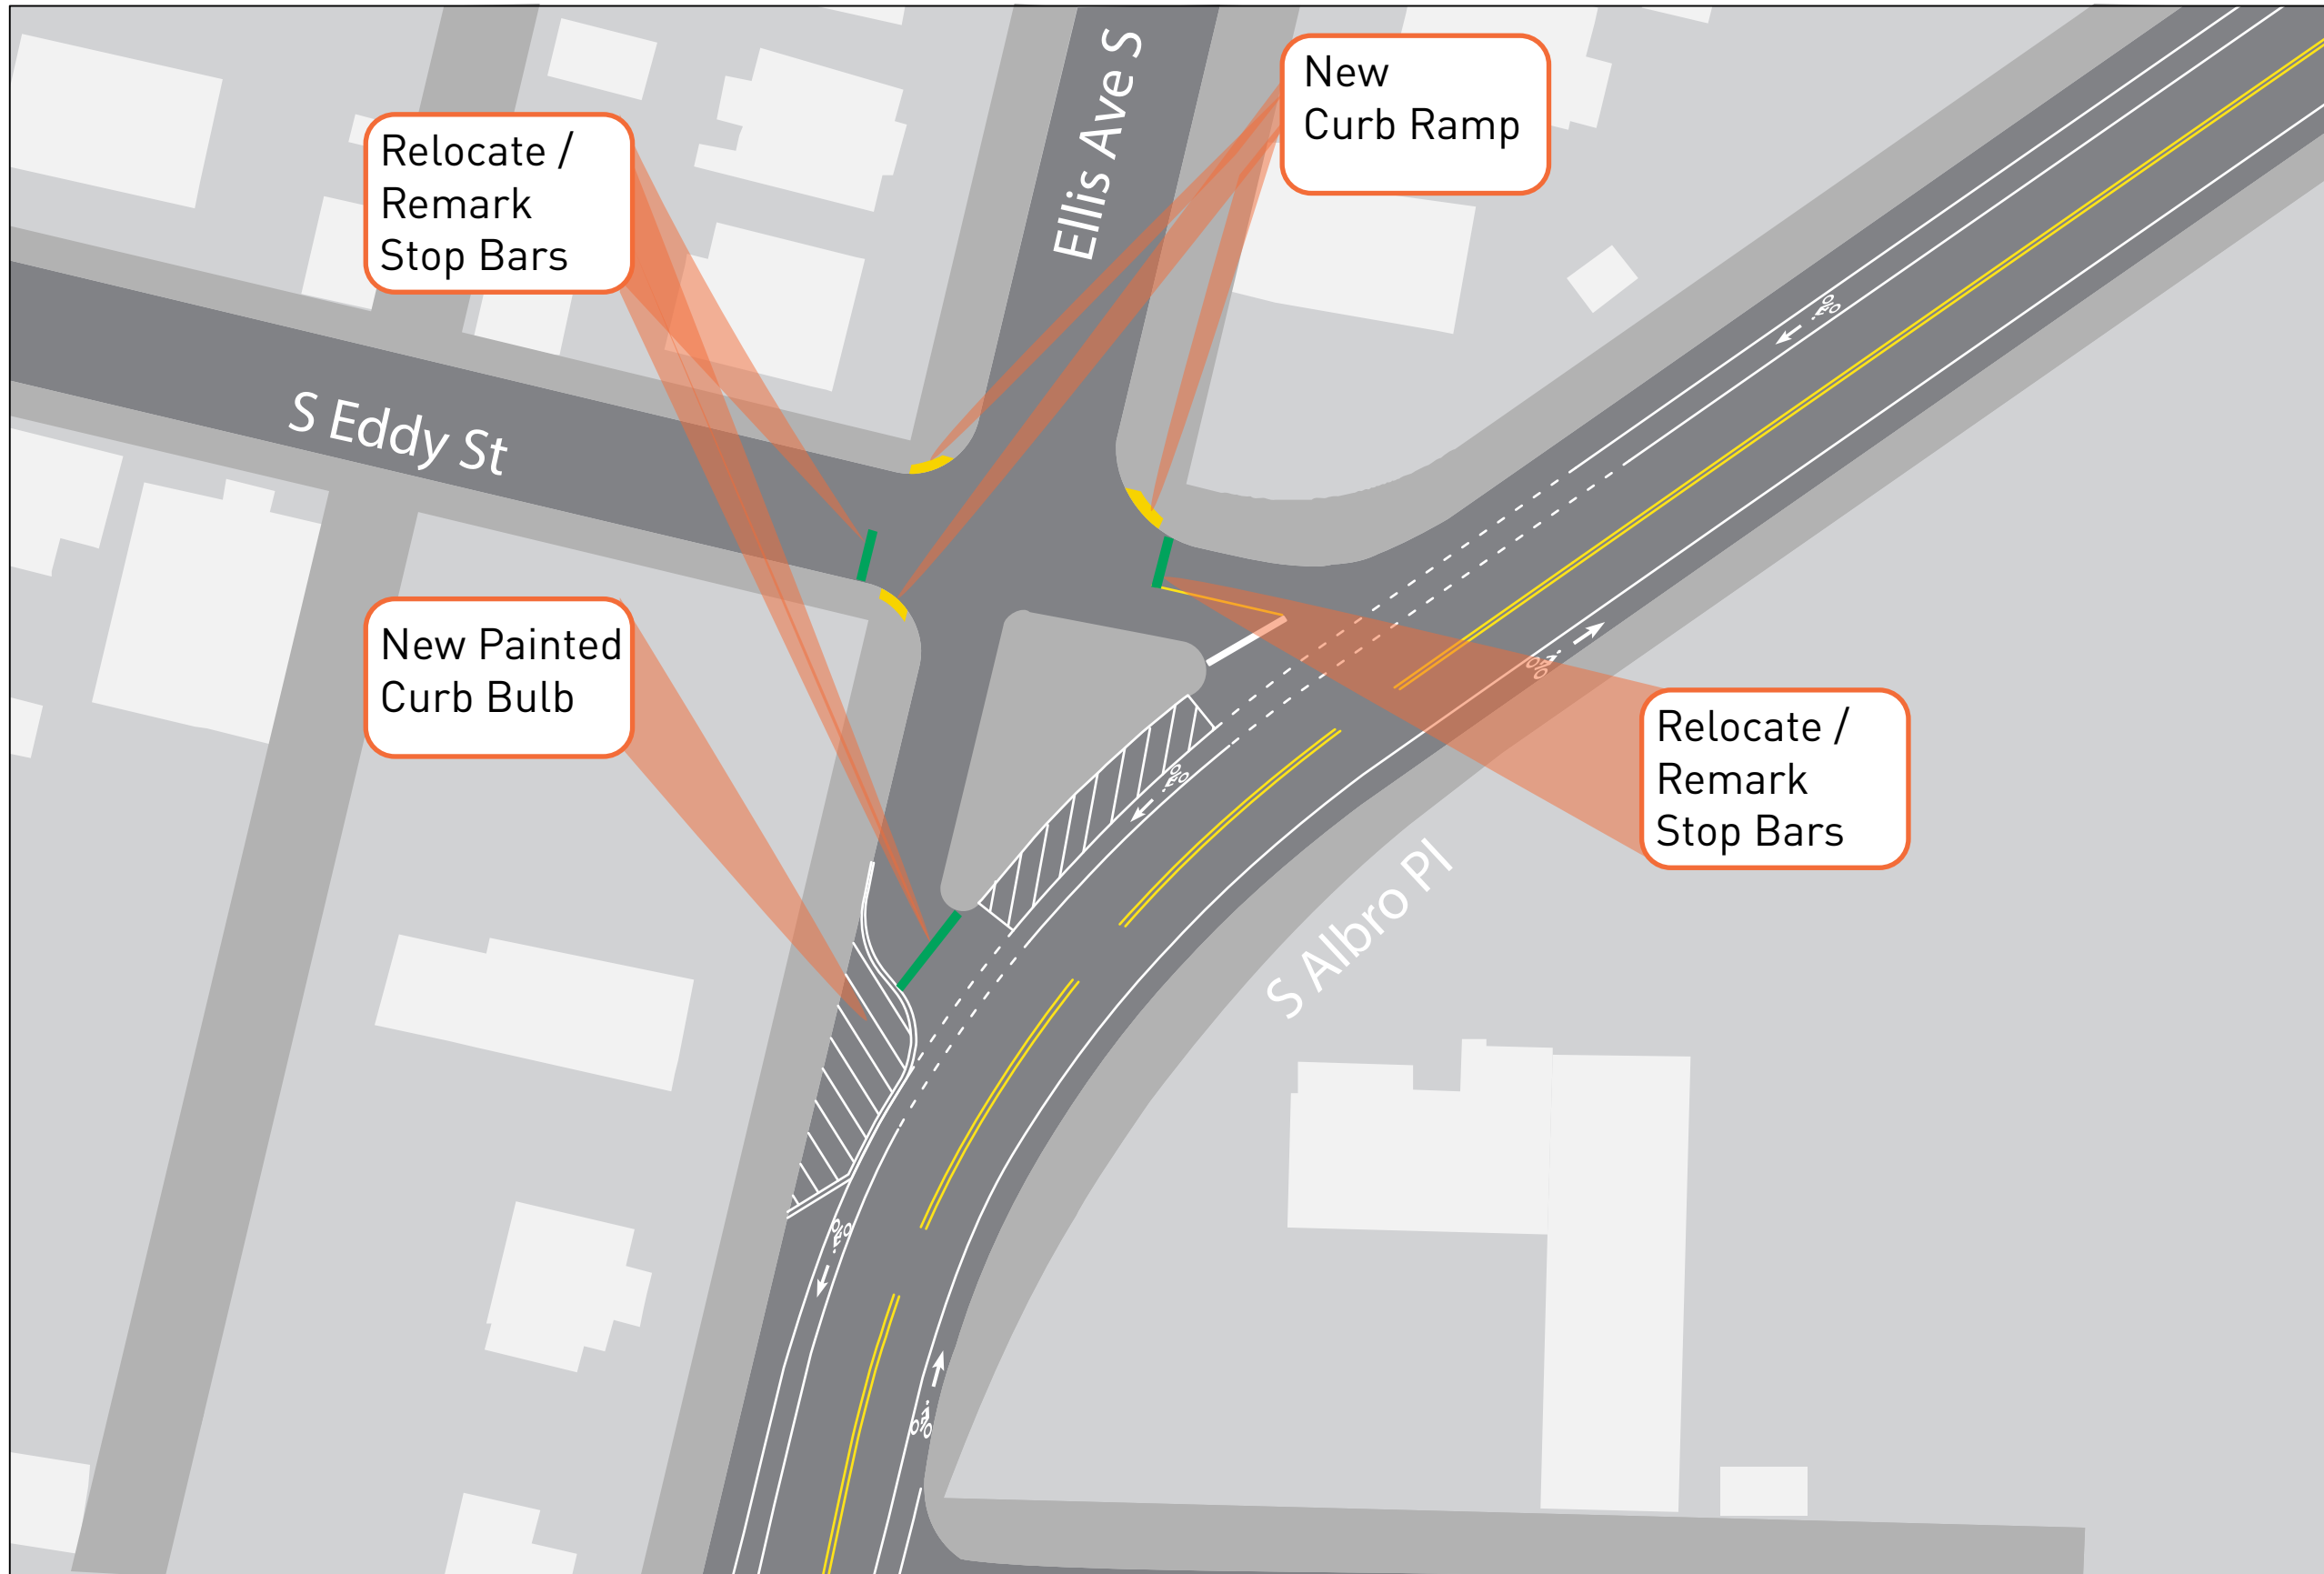 Ellis Ave S
New
Curb Ramp
Relocate /
Remark
Stop Bars
S Eddy St
New Painted
Curb Bulb
Relocate /
Remark
Stop Bars
S Albro Pl